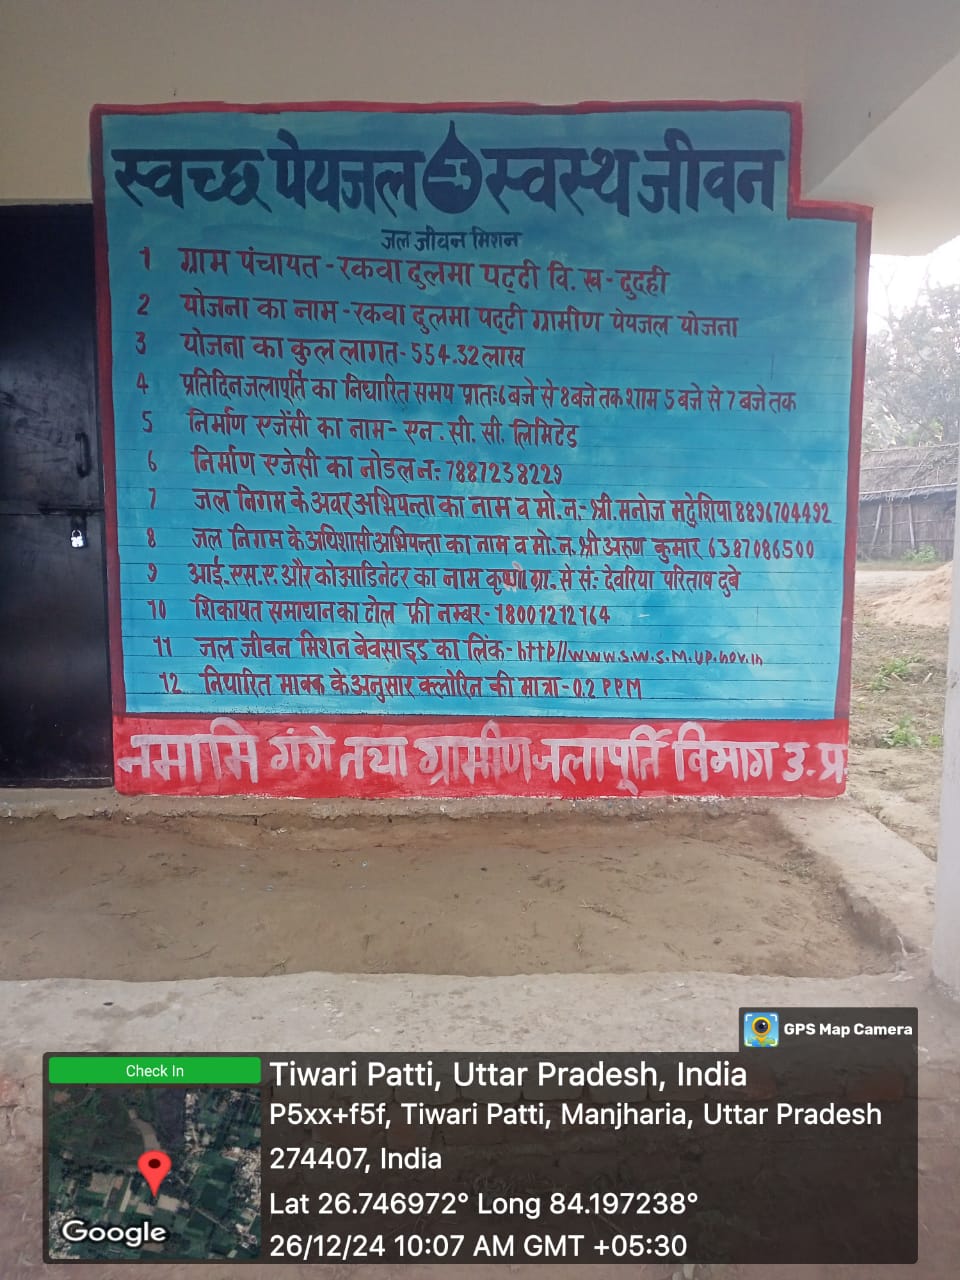 स्वच्छ पेयजल स्वस्थ जीवन
जल जीवन मिशन
1 ग्राम पंचायत - रकवा दुलमा पट्टी वि. ख - दुदही
2 योजना का नाम - रकवा दुलमा पट्टी ग्रामीण पेयजल योजना
3 योजना का कुल लागत - 554.32 लाख
4 प्रतिदिन जलापूर्ति का निर्धारित समय प्रातः 6 बजे से 8 बजे तक शाम 5 बजे से 7 बजे तक
5 निर्माण एजेंसी का नाम - एन. सी. सी. लिमिटेड
6 निर्माण एजेसी का नोडल न: 7887238229
7 जल निगम के अवर अभियन्ता का नाम व मो. न. - श्री. मनोज मटेशिया 8896704492
8 जल निगम के अधिशासी अभियन्ता का नाम व मो. न. श्री अरुण कुमार 6387086500
9 आई. एस. ए. और कोआडिनेटर का नाम कृष्णा ग्रा. से सं: देवरिया परितोष दुबे
10 शिकायत समाधान का टोल फ्री नम्बर - 18001212164
11 जल जीवन मिशन बेवसाइड का लिंक - http//www.s.w.s.M.up.nov.in
12 निधारित मानक के अनुसार क्लोरिन की मात्रा - 0.2 PPM
नमामि गंगे तथा ग्रामीण जलापूर्ति विभाग उ. प्र
GPS Map Camera
Check In
Tiwari Patti, Uttar Pradesh, India
P5xx+f5f, Tiwari Patti, Manjharia, Uttar Pradesh
274407, India
Lat 26.746972° Long 84.197238°
26/12/24 10:07 AM GMT +05:30
Google